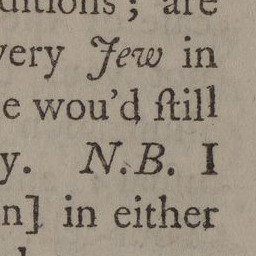 ditions; are
very Jew in
e wou'd ſtill
y. N.B. I
n] in either